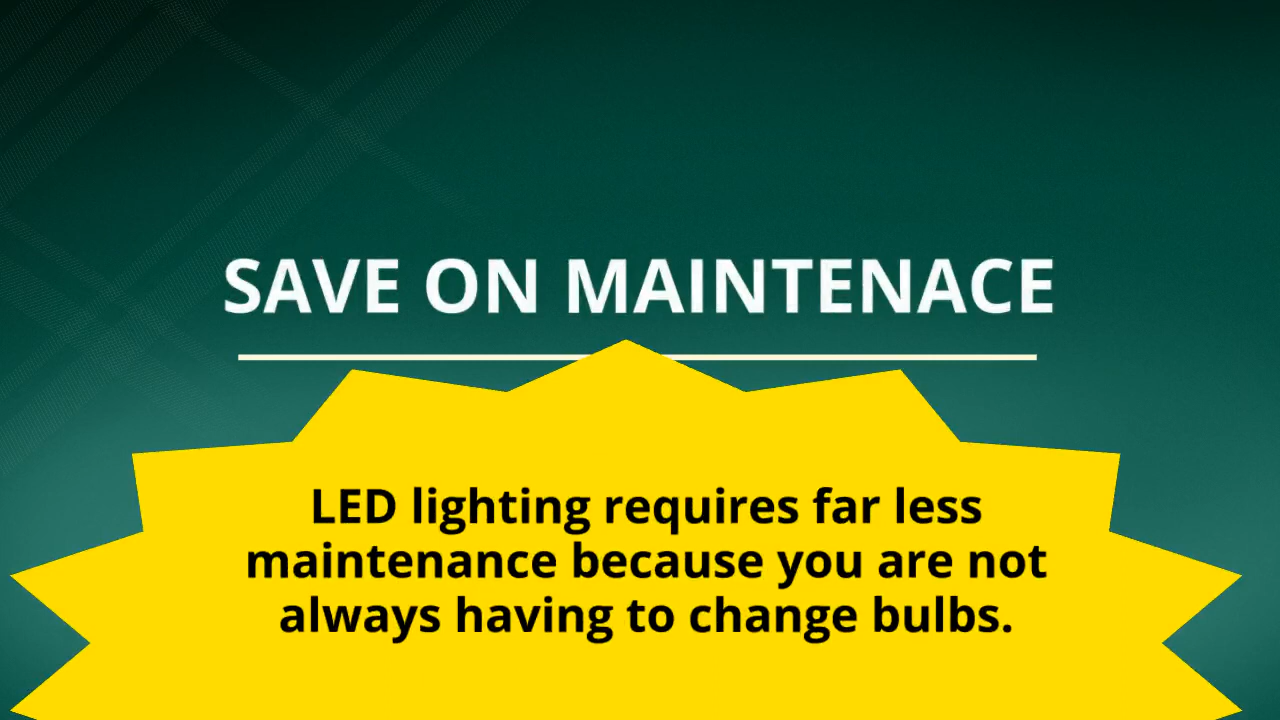 SAVE ON MAINTENACE
LED lighting requires far less
maintenance because you are not
always having to change bulbs.